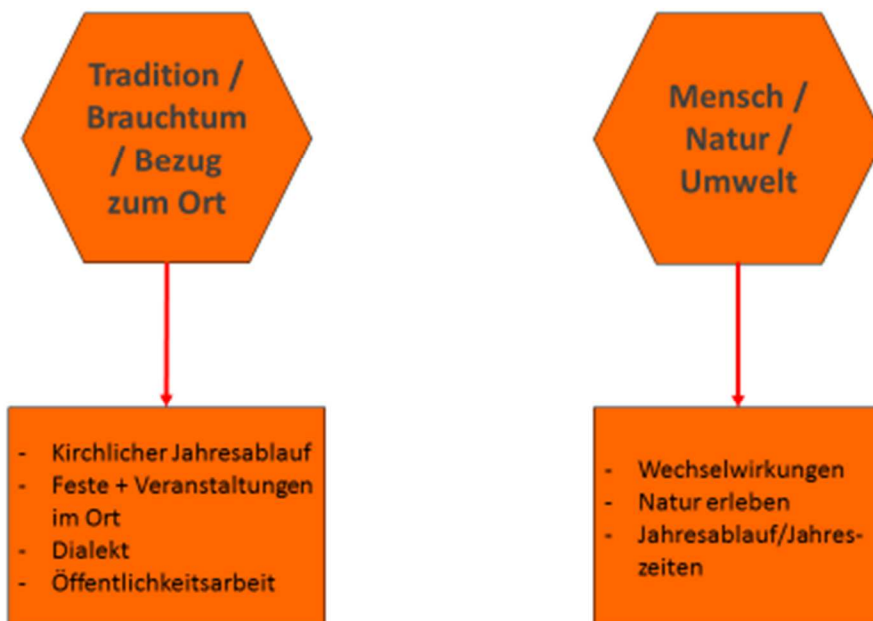 Tradition /
Brauchtum
/ Bezug
zum Ort
Mensch /
Natur /
Umwelt
- Kirchlicher Jahresablauf
- Feste + Veranstaltungen
im Ort
- Dialekt
- Öffentlichkeitsarbeit
- Wechselwirkungen
- Natur erleben
- Jahresablauf/Jahres-
zeiten